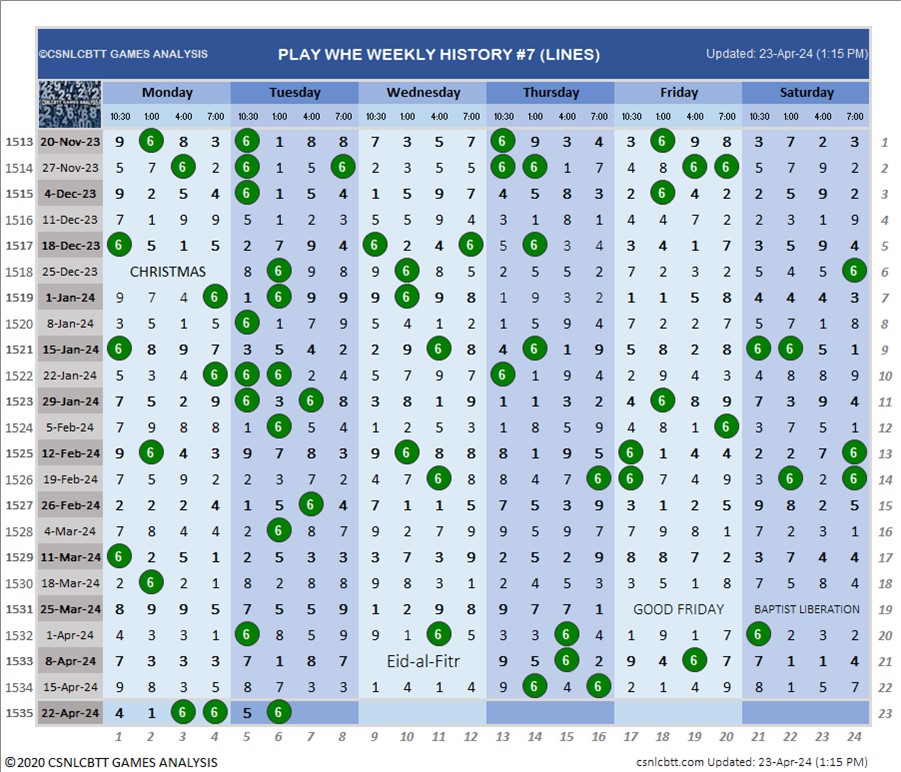 ©CSNLCBTT GAMES ANALYSIS PLAY WHE WEEKLY HISTORY #7 (LINES) Updated: 23-Apr-24 (1:15 PM)
Monday Tuesday Wednesday Thursday Friday Saturday
CSNLCBTT GAMES ANALYSIS 10:30 1:00 4:00 7:00 10:30 1:00 4:00 7:00 10:30 1:00 4:00 7:00 10:30 1:00 4:00 7:00 10:30 1:00 4:00 7:00 10:30 1:00 4:00 7:00
1513 20-Nov-23 9 6 8 3 6 1 8 8 7 3 5 7 6 9 3 4 3 6 9 8 3 7 2 3 1
1514 27-Nov-23 5 7 6 2 6 1 5 6 2 3 5 5 6 6 1 7 4 8 6 6 5 7 9 2 2
1515 4-Dec-23 9 2 5 4 6 1 5 4 1 5 9 7 4 5 8 3 2 6 4 2 2 5 9 2 3
1516 11-Dec-23 7 1 9 9 5 1 2 3 5 5 9 4 3 1 8 1 4 4 7 2 2 3 1 9 4
1517 18-Dec-23 6 5 1 5 2 7 9 4 6 2 4 6 5 6 3 4 3 4 1 7 3 5 9 4 5
1518 25-Dec-23 CHRISTMAS 8 6 9 8 9 6 8 5 2 5 5 2 7 2 3 2 5 4 5 6 6
1519 1-Jan-24 9 7 4 6 1 6 9 9 9 6 9 8 1 9 3 2 1 1 5 8 4 4 4 3 7
1520 8-Jan-24 3 5 1 5 6 1 7 9 5 4 1 2 1 5 9 4 7 2 2 7 5 7 1 8 8
1521 15-Jan-24 6 8 9 7 3 5 4 2 2 9 6 8 4 6 1 9 5 8 2 8 6 6 5 1 9
1522 22-Jan-24 5 3 4 6 6 6 2 4 5 7 9 7 6 1 9 4 2 9 4 3 4 8 8 9 10
1523 29-Jan-24 7 5 2 9 6 3 6 8 3 8 1 9 1 1 3 2 4 6 8 9 7 3 9 4 11
1524 5-Feb-24 7 9 8 8 1 6 5 4 1 2 5 3 1 8 5 9 4 8 1 6 3 7 5 1 12
1525 12-Feb-24 9 6 4 3 9 7 8 3 9 6 8 8 8 1 9 5 6 1 4 4 2 2 7 6 13
1526 19-Feb-24 7 5 9 2 2 3 7 2 4 7 6 8 4 5 7 6 6 7 4 9 3 6 2 6 14
1527 26-Feb-24 2 2 2 4 1 5 6 4 7 1 1 5 7 5 3 9 3 1 2 5 9 8 2 5 15
1528 4-Mar-24 7 8 4 4 2 6 8 7 9 2 7 9 9 5 9 7 7 9 8 1 7 2 3 1 16
1529 11-Mar-24 6 2 5 1 2 5 3 3 3 7 3 9 2 5 2 9 8 8 7 2 3 7 4 4 17
1530 18-Mar-24 2 6 2 1 8 2 8 8 9 8 3 1 2 4 5 3 3 5 1 8 7 5 8 4 18
1531 25-Mar-24 8 9 9 5 7 5 5 9 1 2 9 8 9 7 7 1 GOOD FRIDAY BAPTIST LIBERATION 19
1532 1-Apr-24 4 3 3 1 6 8 5 9 9 1 6 5 3 3 6 4 1 9 1 7 6 2 3 2 20
1533 8-Apr-24 7 3 3 3 7 1 8 7 Eid-al-Fitr 9 5 6 2 9 4 6 7 7 1 1 4 21
1534 15-Apr-24 9 8 3 5 8 7 3 3 1 4 1 4 9 6 4 6 2 1 4 9 8 1 5 7 22
1535 22-Apr-24 4 1 6 6 5 6 23
1 2 3 4 5 6 7 8 9 10 11 12 13 14 15 16 17 18 19 20 21 22 23 24
©2020 CSNLCBTT GAMES ANALYSIS csnlcbtt.com Updated: 23-Apr-24 (1:15 PM)